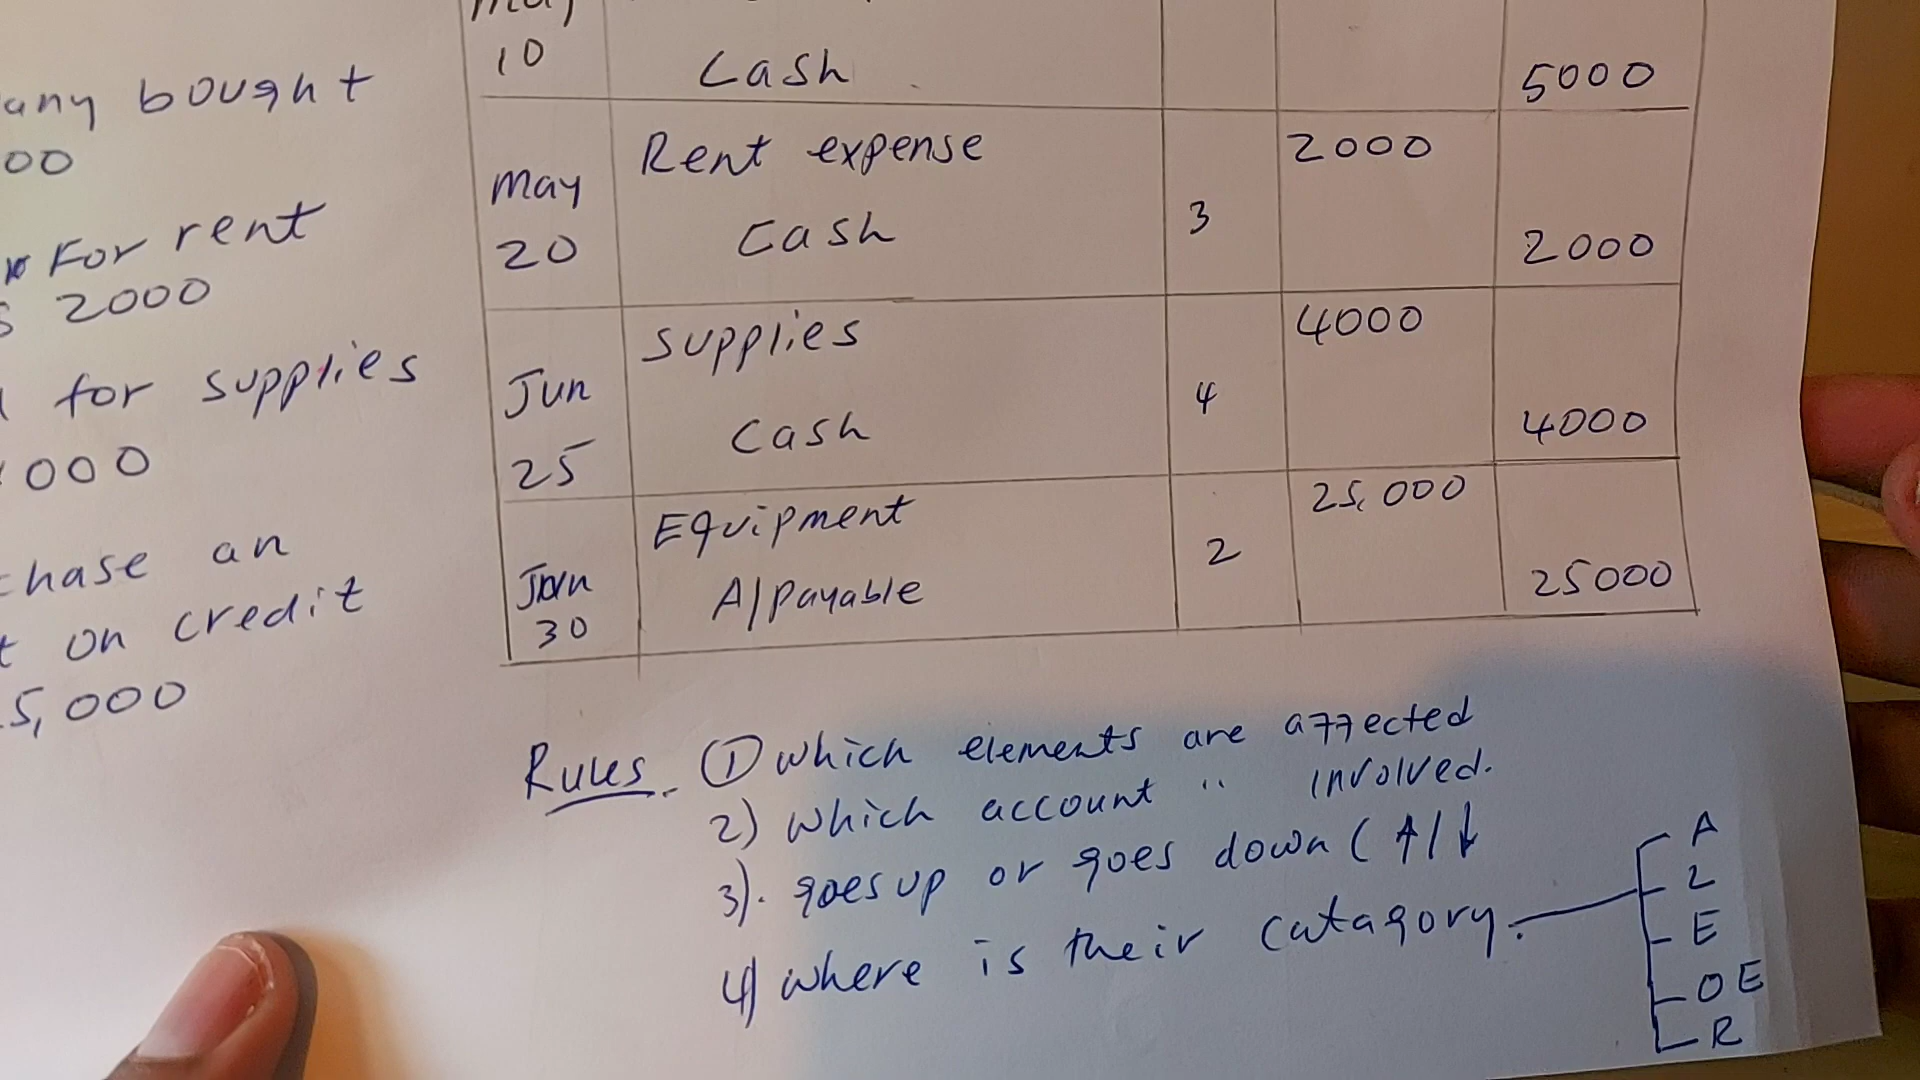 any bought
00
For rent
2000
for supplies
000
chase an
on credit
5,000
May
10
Cash
5000
May
20
Rent expense
Cash
3
2000
2000
Jun
25
Supplies
Cash
4
4000
4000
30
Equipment
A/payable
2
25,000
25000
Rules. ① which elements are affected
2) which account " involved.
3). goes up or goes down ( ↑/↓
4) where is their catagory.
A
L
E
OE
R